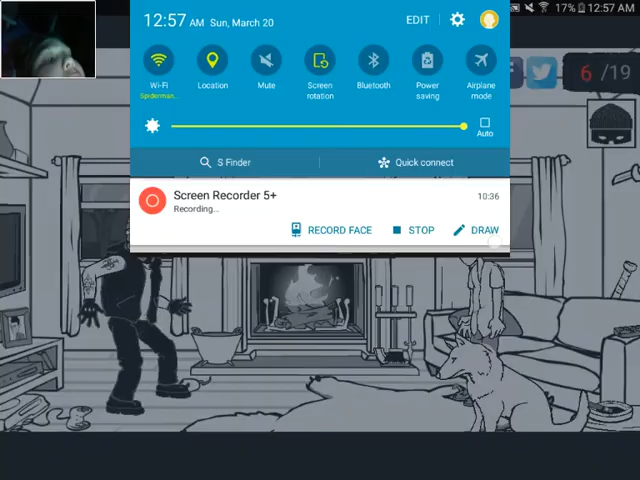 12:57 AM Sun, March 20
EDIT
17% 12:57 AM
Wi-Fi
Spiderman...
Location
Mute
Screen rotation
Bluetooth
Power saving
Airplane mode
Auto
6/19
S Finder
Quick connect
Screen Recorder 5+
10:36
Recording...
RECORD FACE
STOP
DRAW